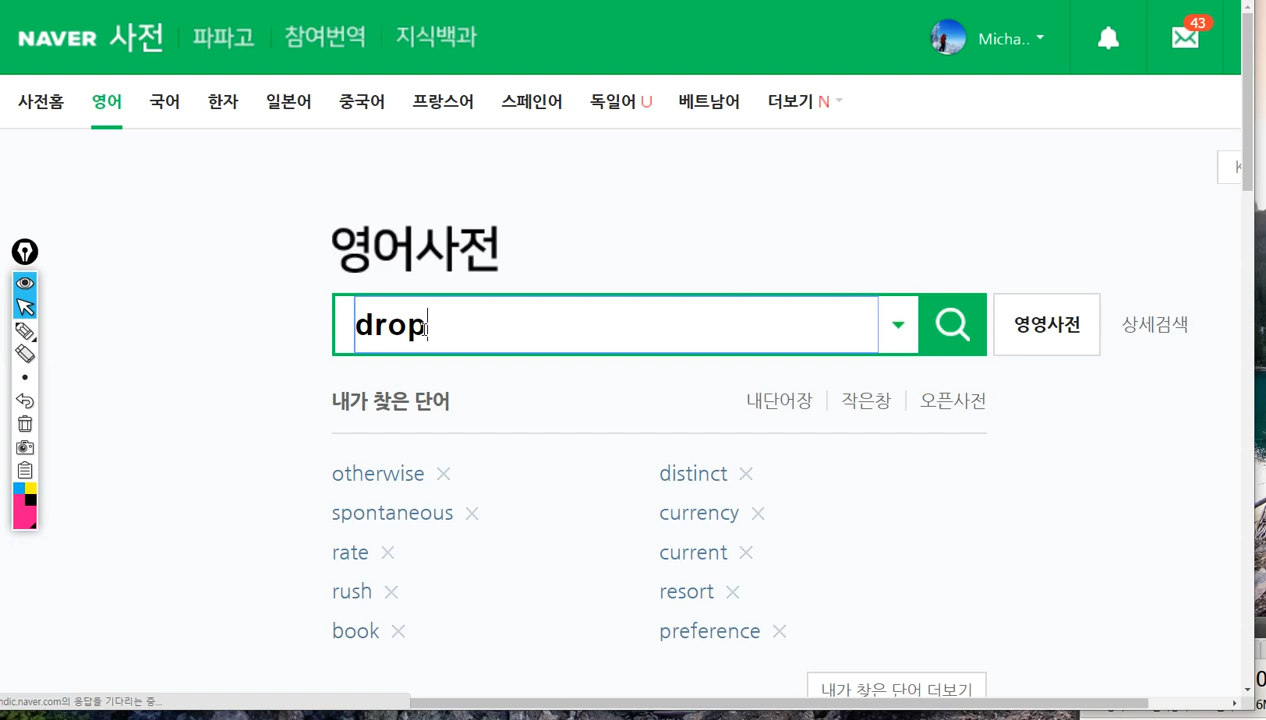 NAVER 사전 파파고 참여번역 지식백과 Micha.. 43
사전홈 영어 국어 한자 일본어 중국어 프랑스어 스페인어 독일어 U 베트남어 더보기 N
영어사전
drop 영영사전 상세검색
내가 찾은 단어 내단어장 작은창 오픈사전
otherwise distinct
spontaneous currency
rate current
rush resort
book preference
내가 찾은 단어 더보기
ndic.naver.com의 응답을 기다리는 중...